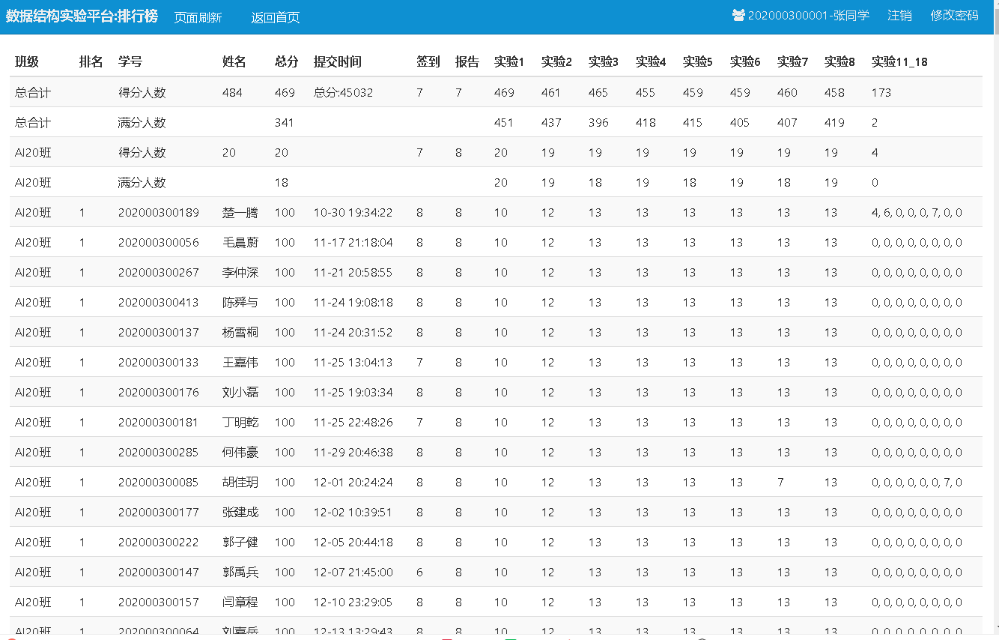 数据结构实验平台:排行榜 页面刷新 返回首页 202000300001-张同学 注销 修改密码
班级 排名 学号 姓名 总分 提交时间 签到 报告 实验1 实验2 实验3 实验4 实验5 实验6 实验7 实验8 实验11_18
总合计 得分人数 484 469 总分:45032 7 7 469 461 465 455 459 459 460 458 173
总合计 满分人数 341 451 437 396 418 415 405 407 419 2
AI20班 得分人数 20 20 7 8 20 19 19 19 19 19 19 19 4
AI20班 满分人数 18 20 19 18 19 18 19 18 19 0
AI20班 1 202000300189 楚一腾 100 10-30 19:34:22 8 8 10 12 13 13 13 13 13 13 4, 6, 0, 0, 0, 7, 0, 0
AI20班 1 202000300056 毛晨蔚 100 11-17 21:18:04 8 8 10 12 13 13 13 13 13 13 0, 0, 0, 0, 0, 0, 0, 0
AI20班 1 202000300267 李仲深 100 11-21 20:58:55 8 8 10 12 13 13 13 13 13 13 0, 0, 0, 0, 0, 0, 0, 0
AI20班 1 202000300413 陈舜与 100 11-24 19:08:18 8 8 10 12 13 13 13 13 13 13 0, 0, 0, 0, 0, 0, 0, 0
AI20班 1 202000300137 杨雪桐 100 11-24 20:31:52 8 8 10 12 13 13 13 13 13 13 0, 0, 0, 0, 0, 0, 0, 0
AI20班 1 202000300133 王嘉伟 100 11-25 13:04:13 7 8 10 12 13 13 13 13 13 13 0, 0, 0, 0, 0, 0, 0, 0
AI20班 1 202000300176 刘小磊 100 11-25 19:03:34 8 8 10 12 13 13 13 13 13 13 0, 0, 0, 0, 0, 0, 0, 0
AI20班 1 202000300181 丁明乾 100 11-25 22:48:26 7 8 10 12 13 13 13 13 13 13 0, 0, 0, 0, 0, 0, 0, 0
AI20班 1 202000300285 何伟豪 100 11-29 20:46:38 8 8 10 12 13 13 13 13 13 13 0, 0, 0, 0, 0, 0, 0, 0
AI20班 1 202000300085 胡佳玥 100 12-01 20:24:24 8 8 10 12 13 13 13 13 7 13 0, 0, 0, 0, 0, 0, 7, 0
AI20班 1 202000300177 张建成 100 12-02 10:39:51 8 8 10 12 13 13 13 13 13 13 0, 0, 0, 0, 0, 0, 0, 0
AI20班 1 202000300222 郭子健 100 12-05 20:44:18 8 8 10 12 13 13 13 13 13 13 0, 0, 0, 0, 0, 0, 0, 0
AI20班 1 202000300147 郭禹兵 100 12-07 21:45:00 6 8 10 12 13 13 13 13 13 13 0, 0, 0, 0, 0, 0, 0, 0
AI20班 1 202000300157 闫章程 100 12-10 23:29:05 8 8 10 12 13 13 13 13 13 13 0, 0, 0, 0, 0, 0, 0, 0
AI20班 1 202000300064 100 12-13 13:29:43 8 8 10 12 13 13 13 13 13 13 0, 0, 0, 0, 0, 0, 0, 0